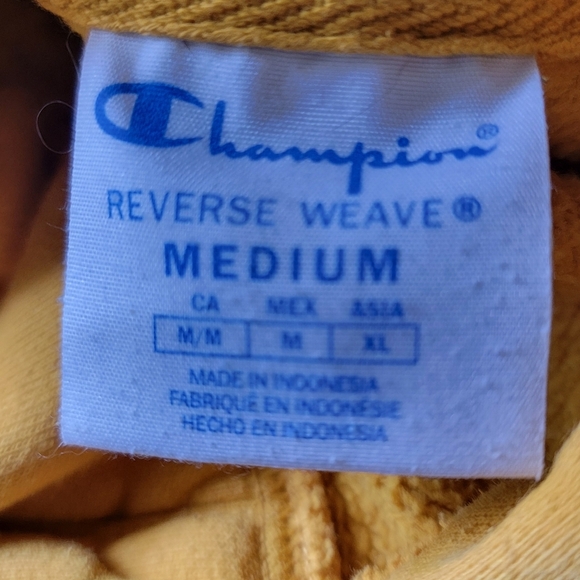 Champion®
REVERSE WEAVE®
MEDIUM
CA MEX ASIA
M/M M XL
MADE IN INDONESIA
FABRIQUÉ EN INDONÉSIE
HECHO EN INDONESIA